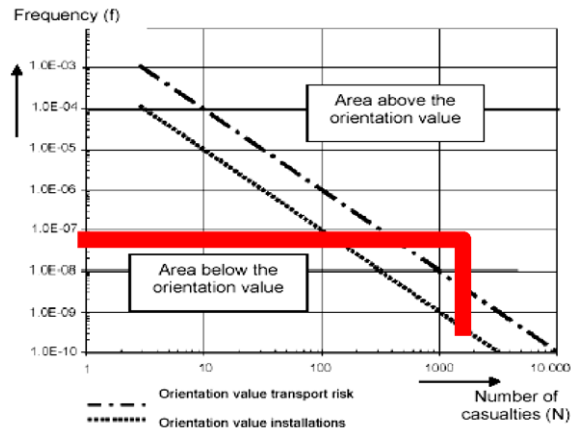 Frequency (f)
1.0E-03
Area above the
orientation value
1.0E-04
1.0E-05
1.0E-06
1.0E-07
Area below the
orientation value
1.0E-08
1.0E-09
1.0E-10
1
10
100
1000
10 000
Orientation value transport risk
Orientation value installations
Number of
casualties (N)